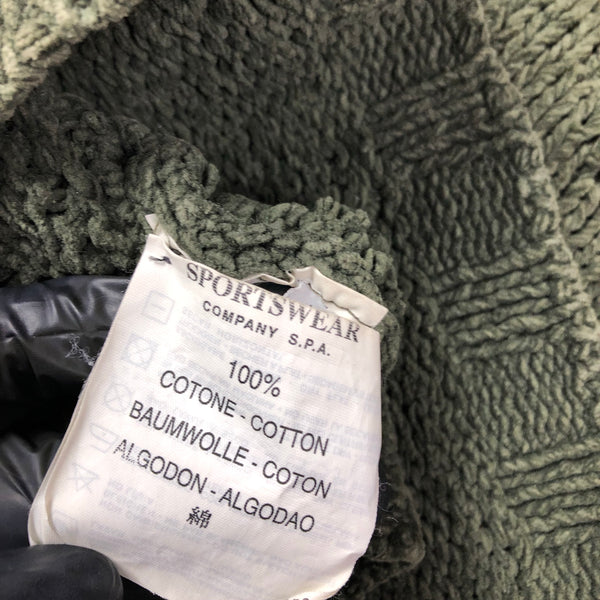 SPORTSWEAR
COMPANY S.P.A.
100%
COTONE - COTTON
BAUMWOLLE - COTON
ALGODON - ALGODAO
綿